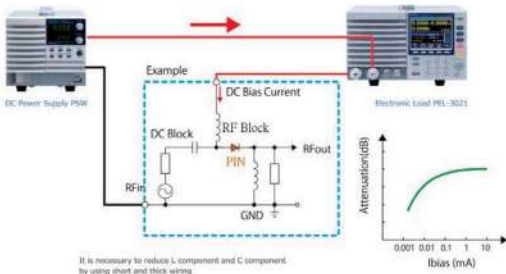 Example
DC Power Supply PSW
Electronic Load PEL-3021
DC Bias Current
RF Block
DC Block
RFout
PIN
RFin
GND
Attenuation(dB)
0.001 0.01 0.1 1 10
Ibias (mA)
It is necessary to reduce L component and C component
by using short and thick wiring